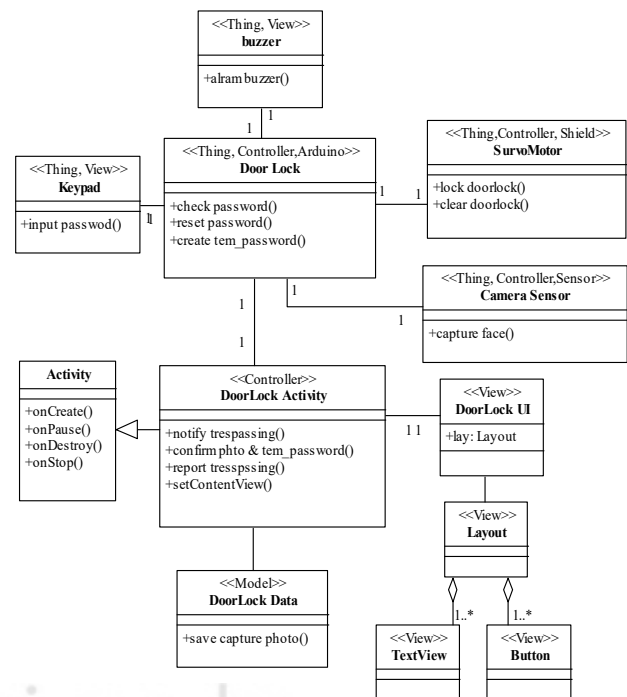 <<Thing, View>>
buzzer
+alram buzzer()
1
1
<<Thing, Controller,Arduino>>
Door Lock
+check password()
+reset password()
+create tem_password()
<<Thing,Controller, Shield>>
SurvoMotor
+lock doorlock()
+clear doorlock()
1
1
<<Thing, View>>
Keypad
+input passwod()
1
1
<<Thing, Controller,Sensor>>
Camera Sensor
+capture face()
1
1
1
1
Activity
+onCreate()
+onPause()
+onDestroy()
+onStop()
<<Controller>>
DoorLock Activity
+notify trespassing()
+confirm phto & tem_password()
+report tresspssing()
+setContentView()
<<View>>
DoorLock UI
+lay: Layout
1 1
<<View>>
Layout
<<Model>>
DoorLock Data
+save capture photo()
1..*
1..*
<<View>>
TextView
<<View>>
Button